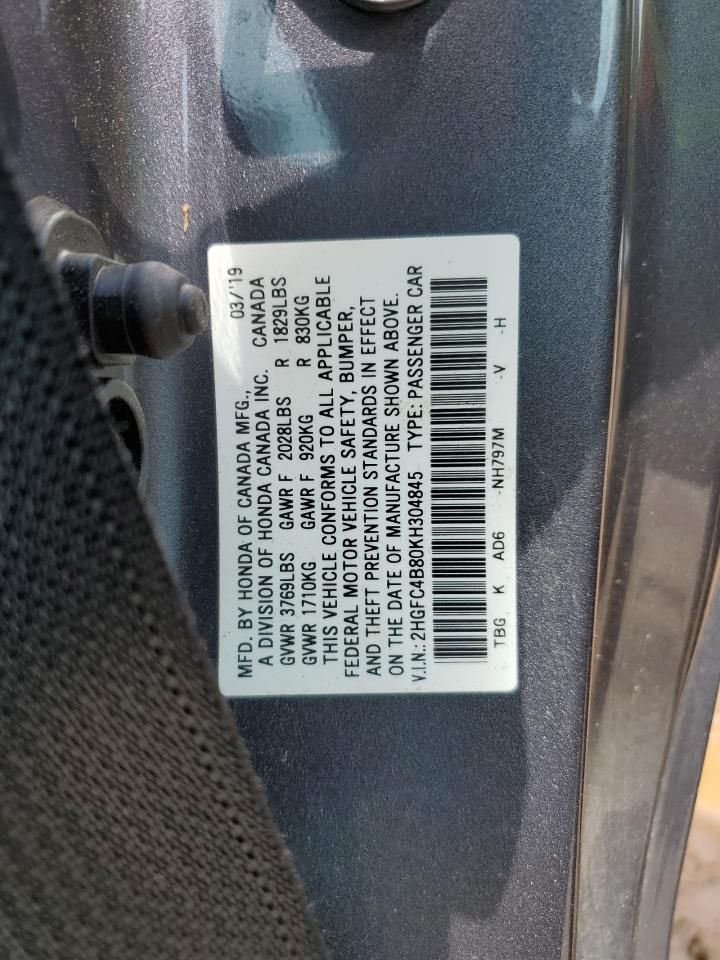 MFD. BY HONDA OF CANADA MFG., 03/'19
A DIVISION OF HONDA CANADA INC. CANADA
GVWR 3769LBS GAWR F 2028LBS R 1829LBS
GVWR 1710KG GAWR F 920KG R 830KG
THIS VEHICLE CONFORMS TO ALL APPLICABLE
FEDERAL MOTOR VEHICLE SAFETY, BUMPER,
AND THEFT PREVENTION STANDARDS IN EFFECT
ON THE DATE OF MANUFACTURE SHOWN ABOVE.
V.I.N.: 2HGFC4B80KH304845 TYPE: PASSENGER CAR
TBG K AD6 -NH797M -V -H